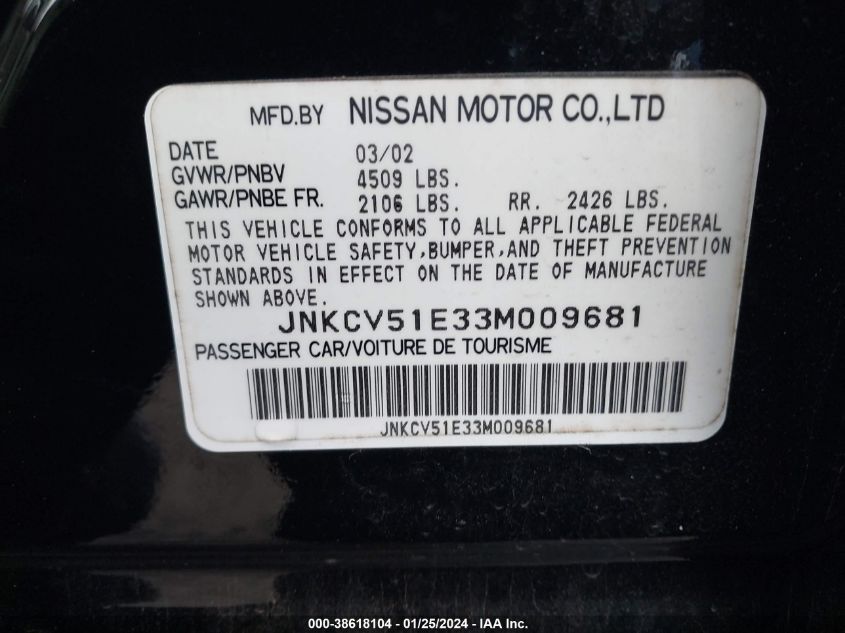 MFD.BY NISSAN MOTOR CO.,LTD
DATE 03/02
GVWR/PNBV 4509 LBS.
GAWR/PNBE FR. 2106 LBS. RR. 2426 LBS.
THIS VEHICLE CONFORMS TO ALL APPLICABLE FEDERAL
MOTOR VEHICLE SAFETY,BUMPER,AND THEFT PREVENTION
STANDARDS IN EFFECT ON THE DATE OF MANUFACTURE
SHOWN ABOVE.
JNKCV51E33M009681
PASSENGER CAR/VOITURE DE TOURISME
JNKCV51E33M009681
000-38618104 - 01/25/2024 - IAA Inc.